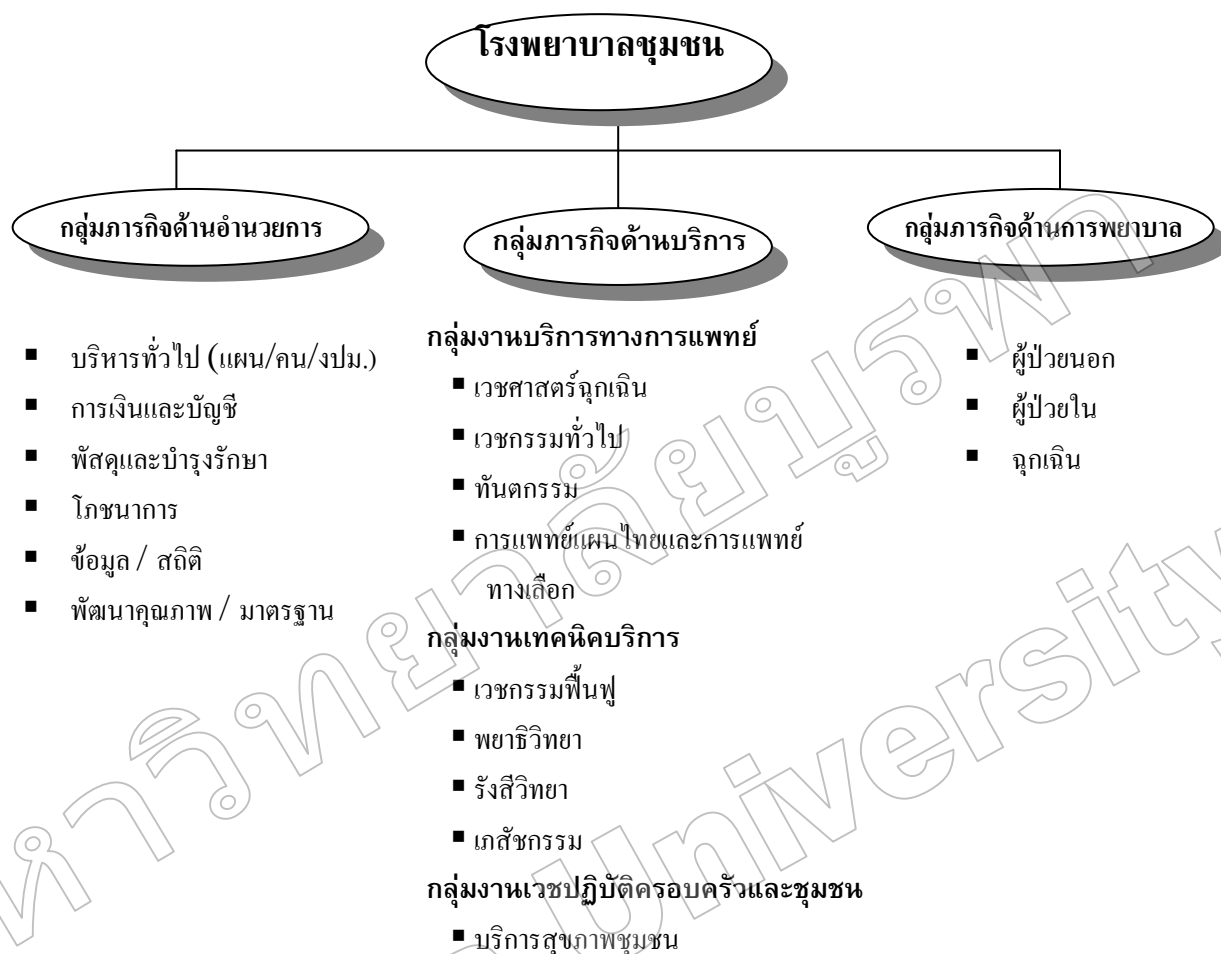 โรงพยาบาลชุมชน
กลุ่มภารกิจด้านอำนวยการ
■ บริหารทั่วไป (แผน/คน/งปม.)
■ การเงินและบัญชี
■ พัสดุและบำรุงรักษา
■ โภชนาการ
■ ข้อมูล / สถิติ
■ พัฒนาคุณภาพ / มาตรฐาน
กลุ่มภารกิจด้านบริการ
กลุ่มงานบริการทางการแพทย์
■ เวชศาสตร์ฉุกเฉิน
■ เวชกรรมทั่วไป
■ ทันตกรรม
■ การแพทย์แผนไทยและการแพทย์
ทางเลือก
กลุ่มงานเทคนิคบริการ
■ เวชกรรมฟื้นฟู
■ พยาธิวิทยา
■ รังสีวิทยา
■ เภสัชกรรม
กลุ่มงานเวชปฏิบัติครอบครัวและชุมชน
■ บริการสุขภาพชุมชน
กลุ่มภารกิจด้านการพยาบาล
■ ผู้ป่วยนอก
■ ผู้ป่วยใน
■ ฉุกเฉิน
University